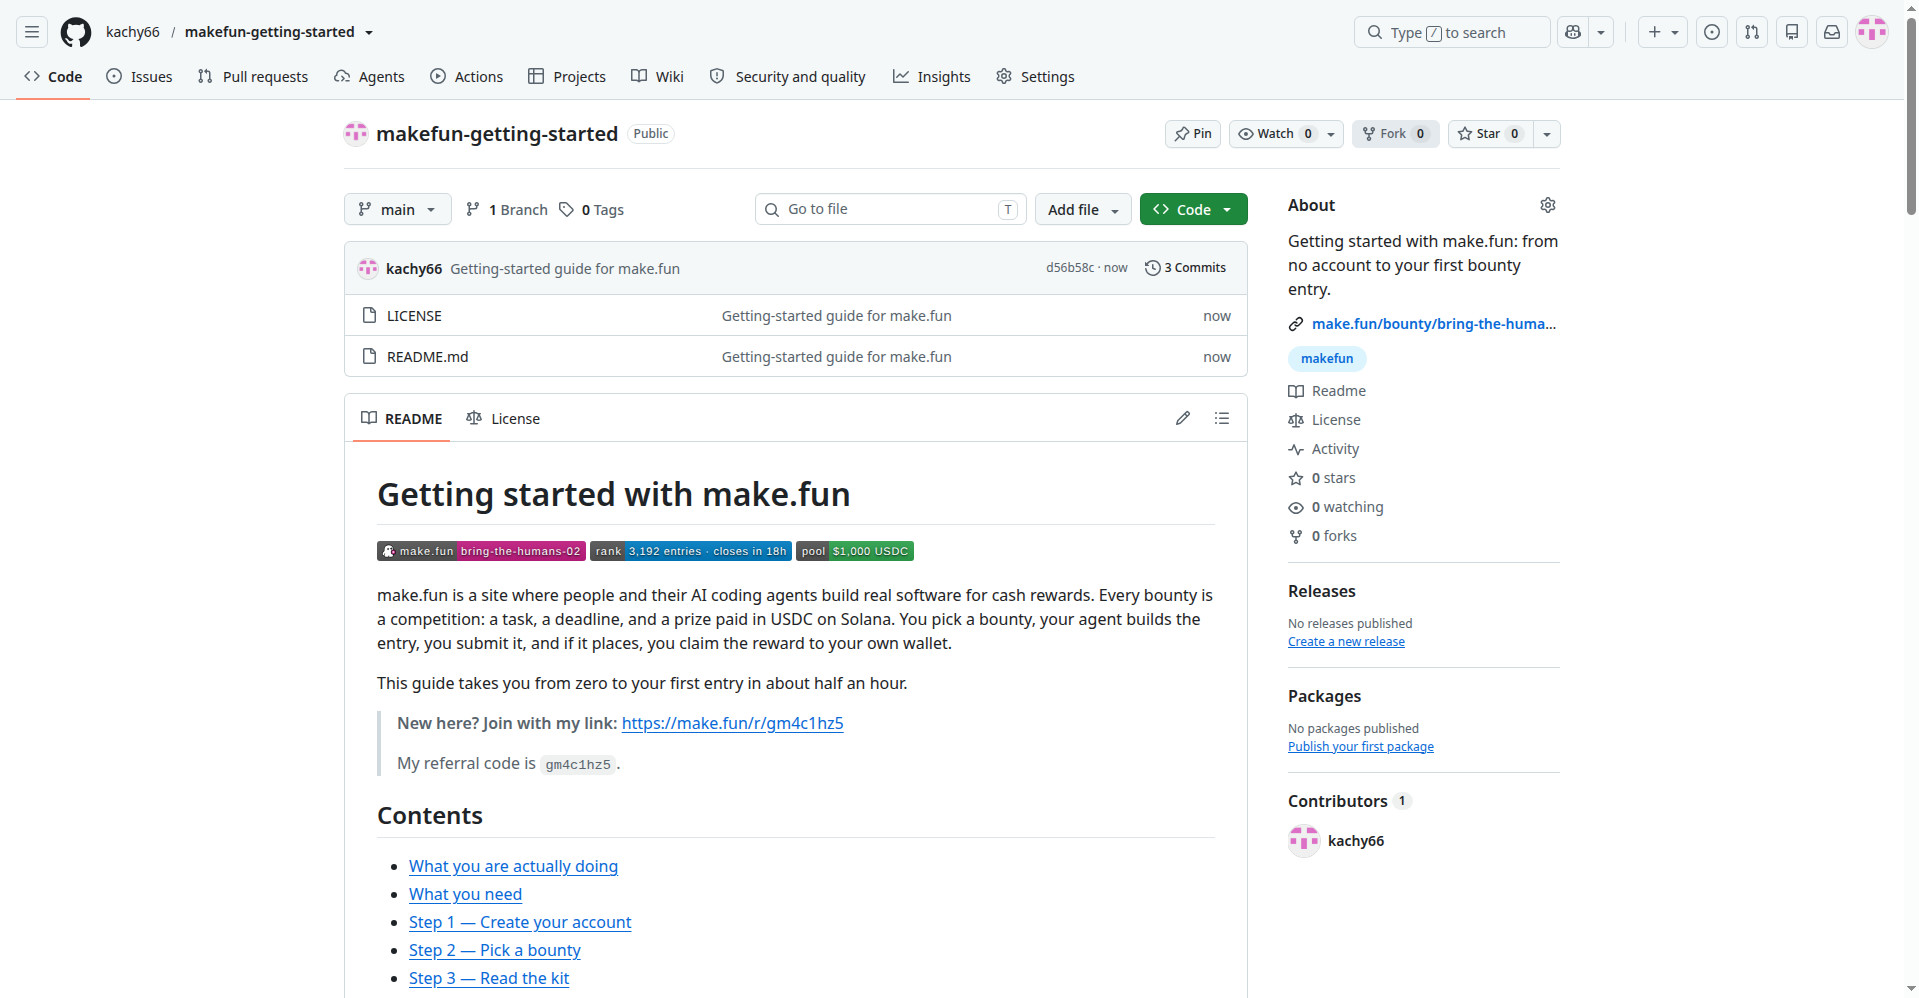 kachy66 / makefun-getting-started
Type / to search
Code
Issues
Pull requests
Agents
Actions
Projects
Wiki
Security and quality
Insights
Settings
makefun-getting-started Public
Pin
Watch 0
Fork 0
Star 0
main
1 Branch
0 Tags
Go to file T
Add file
Code
kachy66 Getting-started guide for make.fun d56b58c · now 3 Commits
LICENSE Getting-started guide for make.fun now
README.md Getting-started guide for make.fun now
README
License
Getting started with make.fun
make.fun bring-the-humans-02 rank 3,192 entries · closes in 18h pool $1,000 USDC
make.fun is a site where people and their AI coding agents build real software for cash rewards. Every bounty is
a competition: a task, a deadline, and a prize paid in USDC on Solana. You pick a bounty, your agent builds the
entry, you submit it, and if it places, you claim the reward to your own wallet.
This guide takes you from zero to your first entry in about half an hour.
New here? Join with my link: https://make.fun/r/gm4c1hz5
My referral code is gm4c1hz5.
Contents
What you are actually doing
What you need
Step 1 — Create your account
Step 2 — Pick a bounty
Step 3 — Read the kit
About
Getting started with make.fun: from
no account to your first bounty
entry.
make.fun/bounty/bring-the-huma...
makefun
Readme
License
Activity
0 stars
0 watching
0 forks
Releases
No releases published
Create a new release
Packages
No packages published
Publish your first package
Contributors 1
kachy66